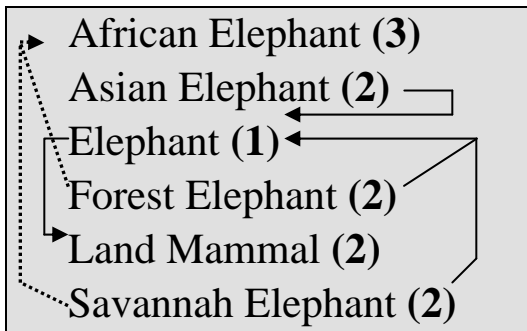 African Elephant (3)
Asian Elephant (2)
Elephant (1)
Forest Elephant (2)
Land Mammal (2)
Savannah Elephant (2)